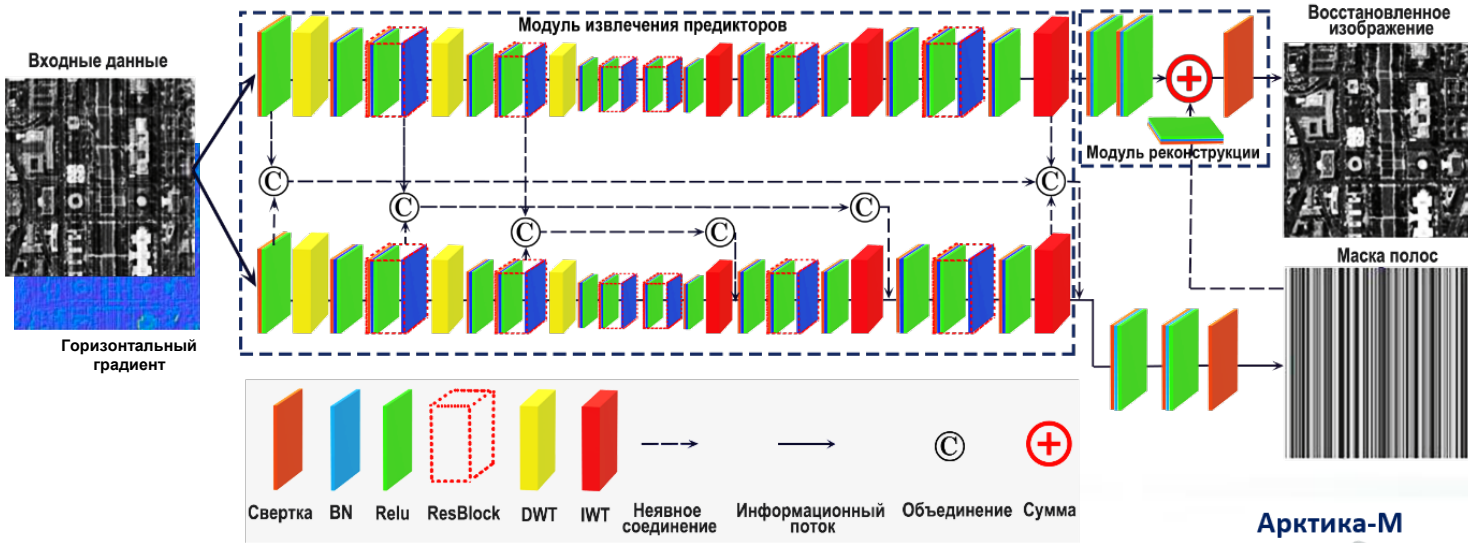 Входные данные
Горизонтальный
градиент
Модуль извлечения предикторов
C
C
C
C
C
C
Модуль реконструкции
Восстановленное
изображение
Маска полос
C
Свертка
BN
Relu
ResBlock
DWT
IWT
Неявное
соединение
Информационный
поток
Объединение
Сумма
Арктика-М